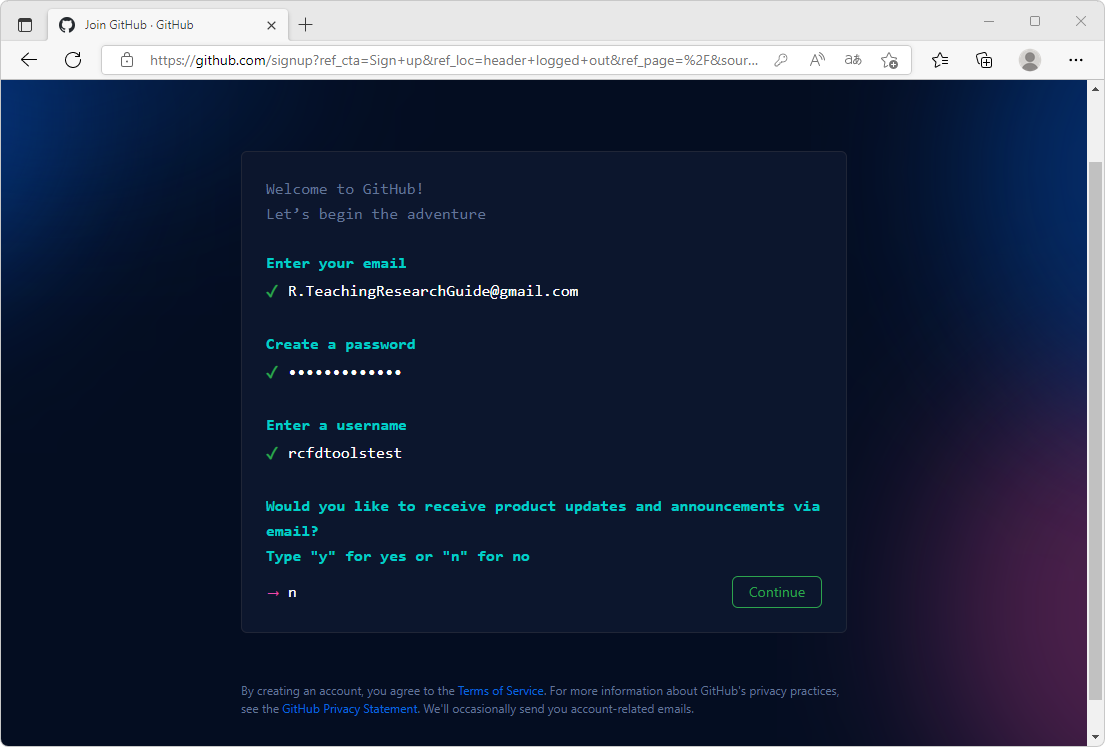 Join GitHub · GitHub
https://github.com/signup?ref_cta=Sign+up&ref_loc=header+logged+out&ref_page=%2F&sour...
Welcome to GitHub!
Let’s begin the adventure
Enter your email
✓ R.TeachingResearchGuide@gmail.com
Create a password
✓ •••••••••••••
Enter a username
✓ rcfdtoolstest
Would you like to receive product updates and announcements via
email?
Type "y" for yes or "n" for no
→ n
Continue
By creating an account, you agree to the Terms of Service. For more information about GitHub's privacy practices,
see the GitHub Privacy Statement. We'll occasionally send you account-related emails.